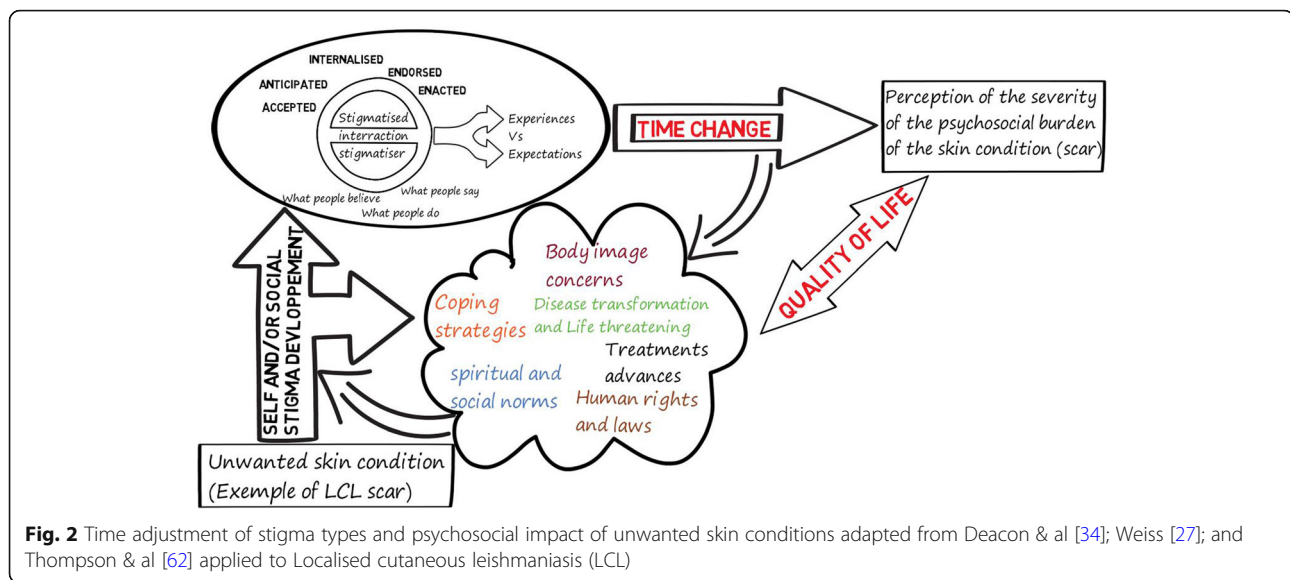 INTERNALISED
ANTICIPATED
ENDORSED
ACCEPTED
ENACTED
Stigmatised
interraction
stigmatiser
Experiences
Vs
Expectations
What people believe
What people say
What people do
TIME CHANGE
Perception of the severity
of the psychosocial burden
of the skin condition (scar)
QUALITY OF LIFE
SELF AND/OR SOCIAL
STIGMA DEVLOPPEMENT
Body image
concerns
Coping
strategies
Disease transformation
and Life threatening
Treatments
advances
spiritual and
social norms
Human rights
and laws
Unwanted skin condition
(Exemple of LCL scar)
Fig. 2 Time adjustment of stigma types and psychosocial impact of unwanted skin conditions adapted from Deacon & al [34]; Weiss [27]; and
Thompson & al [62] applied to Localised cutaneous leishmaniasis (LCL)